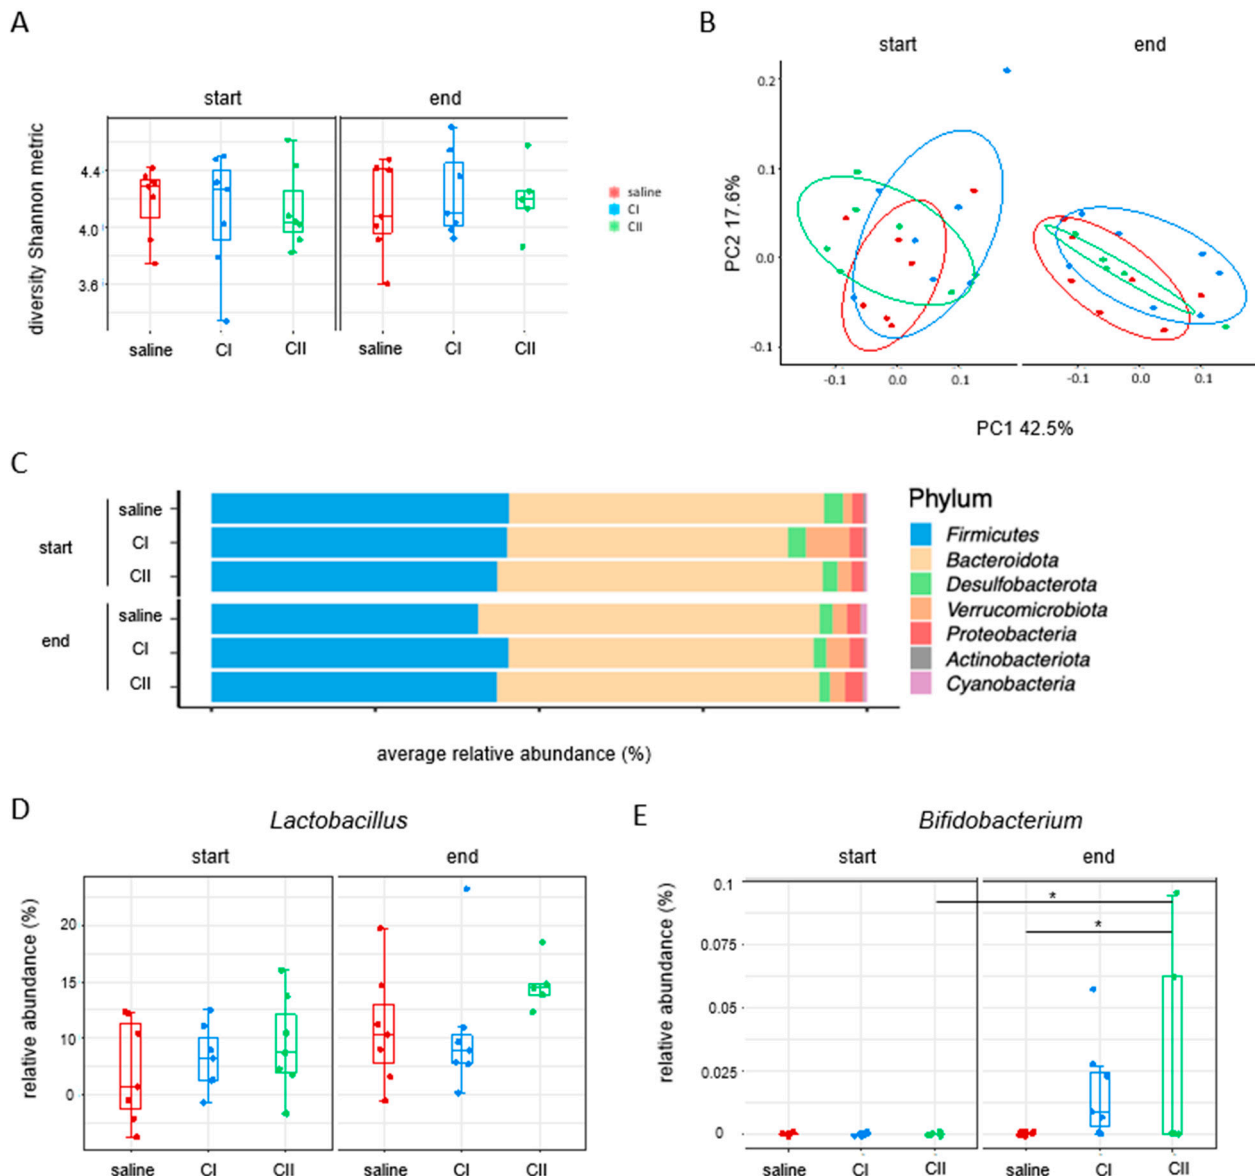 A
start
end
diversity Shannon metric
4.4
4.0
3.6
saline
CI
CII
saline
CI
CII
saline
CI
CII
B
start
end
PC2 17.6%
0.2
0.1
0.0
-0.1
-0.1
0.0
0.1
-0.1
0.0
0.1
PC1 42.5%
C
start
saline
CI
CII
end
saline
CI
CII
average relative abundance (%)
Phylum
Firmicutes
Bacteroidota
Desulfobacterota
Verrucomicrobiota
Proteobacteria
Actinobacteriota
Cyanobacteria
D
Lactobacillus
start
end
relative abundance (%)
20
15
10
0
saline
CI
CII
saline
CI
CII
E
Bifidobacterium
start
end
relative abundance (%)
0.1
0.075
0.05
0.025
0
*
*
saline
CI
CII
saline
CI
CII